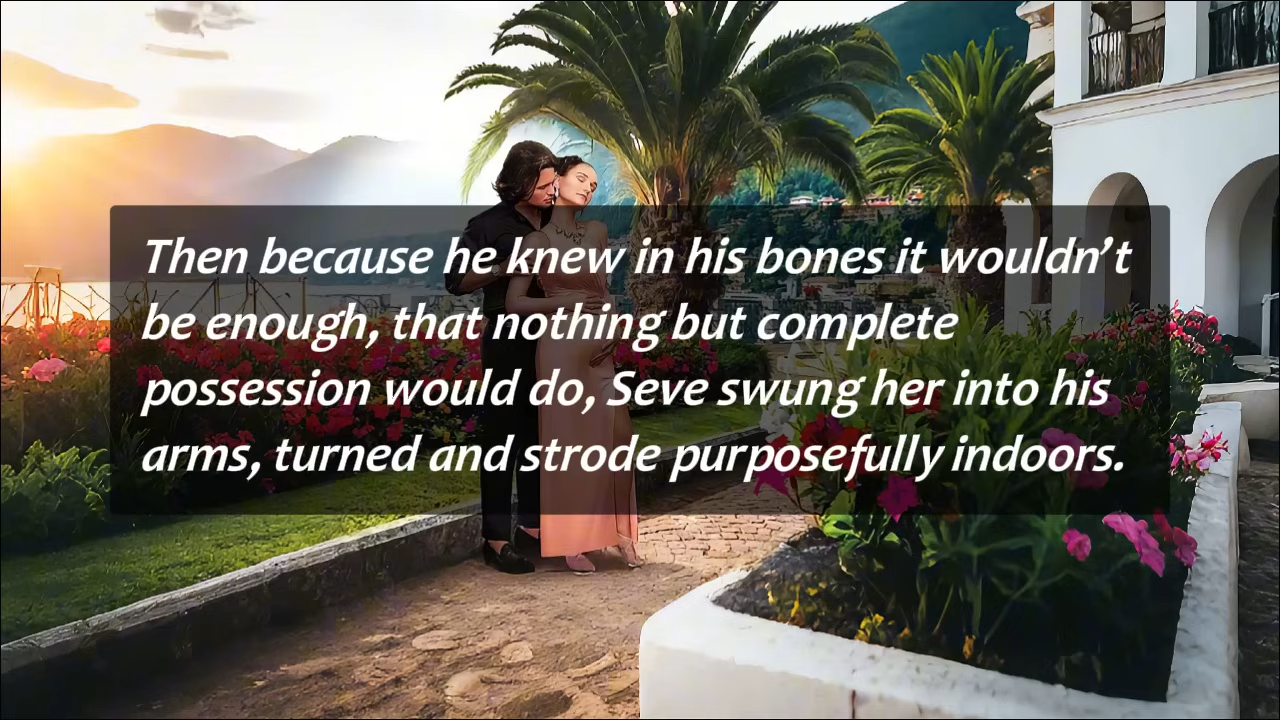 Then because he knew in his bones it wouldn’t
be enough, that nothing but complete
possession would do, Seve swung her into his
arms, turned and strode purposefully indoors.